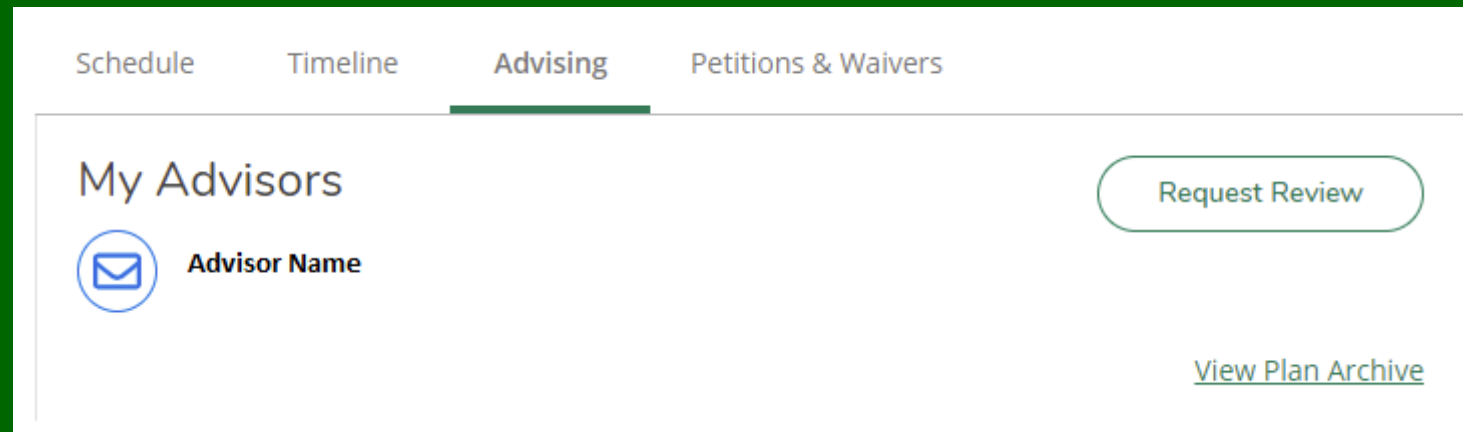 Schedule Timeline Advising Petitions & Waivers
My Advisors
Request Review
Advisor Name
View Plan Archive